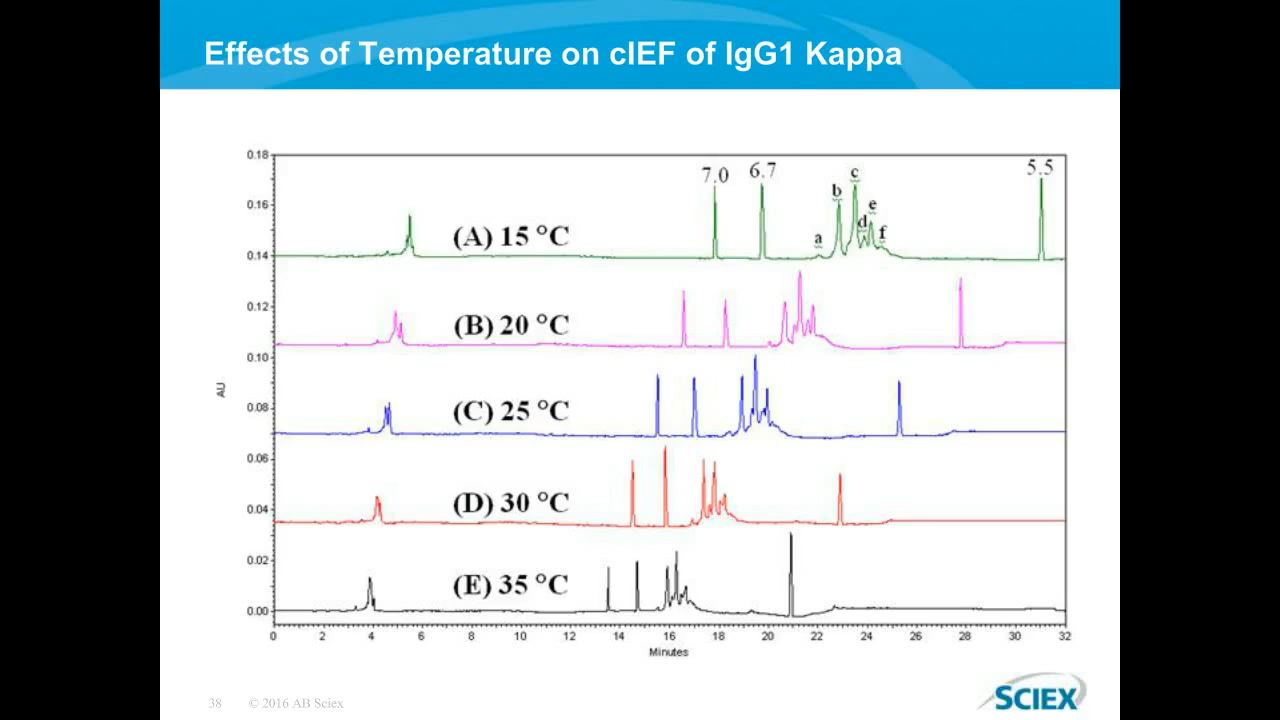 Effects of Temperature on cIEF of IgG1 Kappa
0.18
7.0
6.7
c
5.5
b
e
0.16
d
f
a
(A) 15 °C
0.14
0.12
(B) 20 °C
0.10
AU
(C) 25 °C
0.08
0.06
(D) 30 °C
0.04
0.02
(E) 35 °C
0.00
0 2 4 6 8 10 12 14 16 18 20 22 24 26 28 30 32
Minutes
38 © 2016 AB Sciex
SCIEX